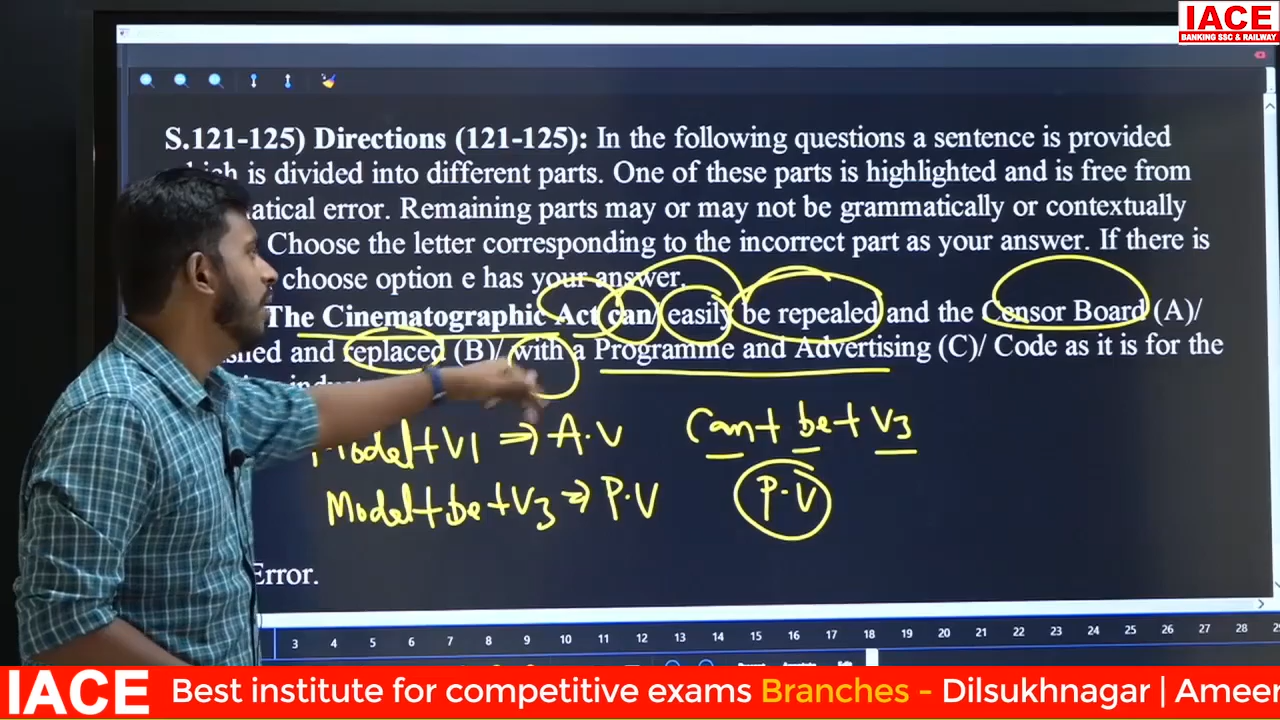 IACE
BANKING SSC & RAILWAY
S.121-125) Directions (121-125): In the following questions a sentence is provided
is divided into different parts. One of these parts is highlighted and is free from
error. Remaining parts may or may not be grammatically or contextually
Choose the letter corresponding to the incorrect part as your answer. If there is
choose option e has your answer.
The Cinematographic Act can/ easily be repealed and the Censor Board (A)/
and replaced (B)/ with a Programme and Advertising (C)/ Code as it is for the
Model+V1 ⇒ A.V
Can+ be+ V3
Model+be+V3 ⇒ P.V
P.V
Error.
3 4 5 6 7 8 9 10 11 12 13 14 15 16 17 18 19 20 21 22 23 24 25 26 27 28
IACE Best institute for competitive exams Branches - Dilsukhnagar | Ameer